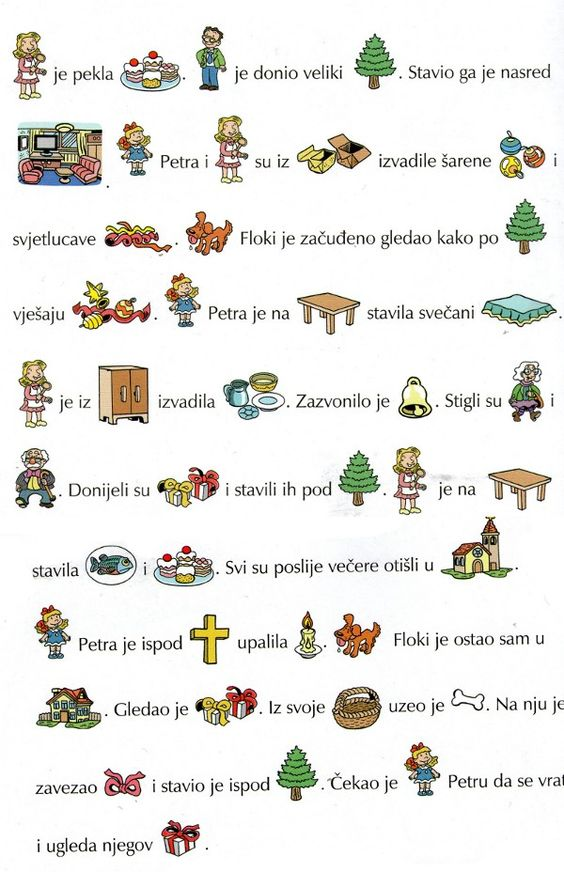 je pekla . je donio veliki . Stavio ga je nasred
. Petra i su iz izvadile šarene i
svjetlucave . Floki je začuđeno gledao kako po
vješaju . Petra je na stavila svečani .
je iz izvadila . Zazvonilo je . Stigli su i
. Donijeli su i stavili ih pod . je na
stavila i . Svi su poslije večere otišli u .
Petra je ispod upalila . Floki je ostao sam u
. Gledao je . Iz svoje uzeo je . Na nju je
zavezao i stavio je ispod . Čekao je Petru da se vrat
i ugleda njegov .